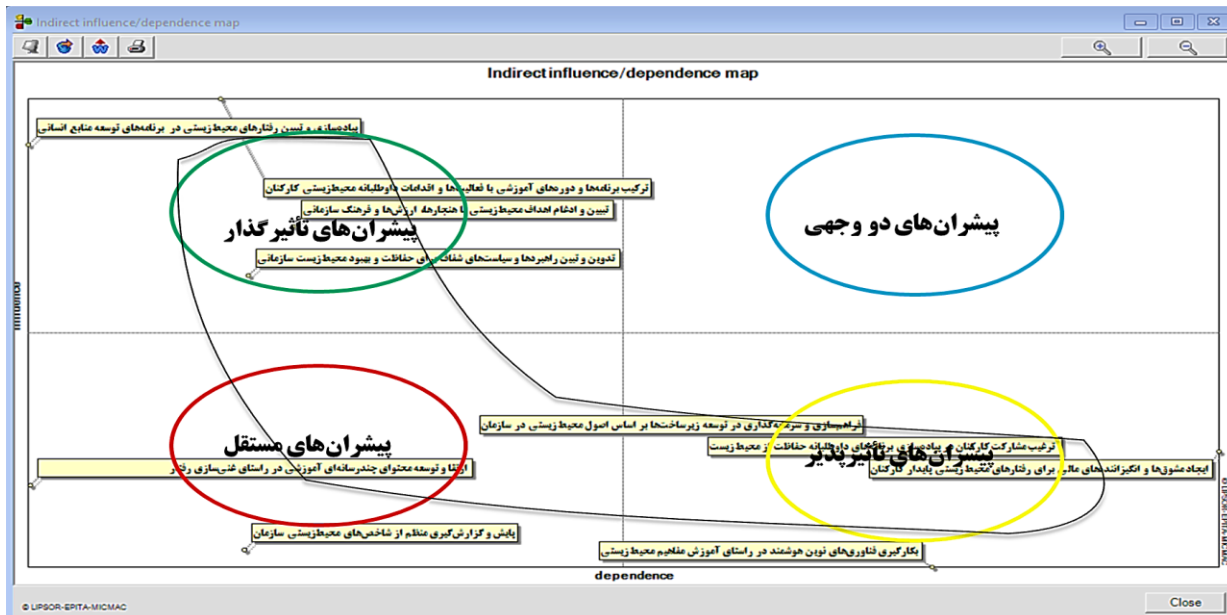 Indirect influence/dependence map
Indirect influence/dependence map
پیاده‌سازی و تبیین رفتارهای محیط‌زیستی در برنامه‌های توسعه منابع انسانی
ترکیب برنامه‌ها و دوره‌های آموزشی با فعالیت‌ها و اقدامات داوطلبانه محیط‌زیستی کارکنان
تبیین و ادغام اهداف محیط‌زیستی با هنجارها، ارزش‌ها و فرهنگ سازمانی
پیشران‌های تأثیرگذار
پیشران‌های دو وجهی
تدوین و تبیین راهبردها و سیاست‌های شفاف برای حفاظت و بهبود محیط‌زیست سازمانی
influence
فراهم‌سازی و سرمایه‌گذاری در توسعه زیرساخت‌ها بر اساس اصول محیط‌زیستی در سازمان
پیشران‌های مستقل
ترغیب مشارکت کارکنان در پیاده‌سازی برنامه‌های داوطلبانه حفاظت از محیط‌زیست
پیشران‌های تأثیرپذیر
ارتقا و توسعه محتوای چندرسانه‌ای آموزشی در راستای غنی‌سازی رفتار
ایجاد مشوق‌ها و انگیزانندهای مالی برای رفتارهای محیط‌زیستی پایدار کارکنان
پایش و گزارش‌گیری منظم از شاخص‌های محیط‌زیستی سازمان
بکارگیری فناوری‌های نوین هوشمند در راستای آموزش مفاهیم محیط‌زیستی
© LIPSOR-EPITA-MICMAC
dependence
© LIPSOR-EPITA-MICMAC
Close